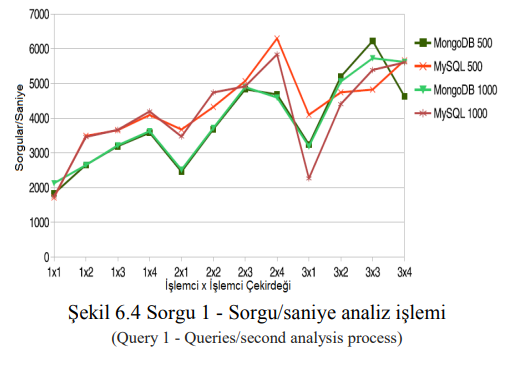 7000
6000
5000
4000
3000
2000
1000
0
Sorgular/Saniye
1x1 1x2 1x3 1x4 2x1 2x2 2x3 2x4 3x1 3x2 3x3 3x4
İşlemci x İşlemci Çekirdeği
MongoDB 500
MySQL 500
MongoDB 1000
MySQL 1000
Şekil 6.4 Sorgu 1 - Sorgu/saniye analiz işlemi
(Query 1 - Queries/second analysis process)